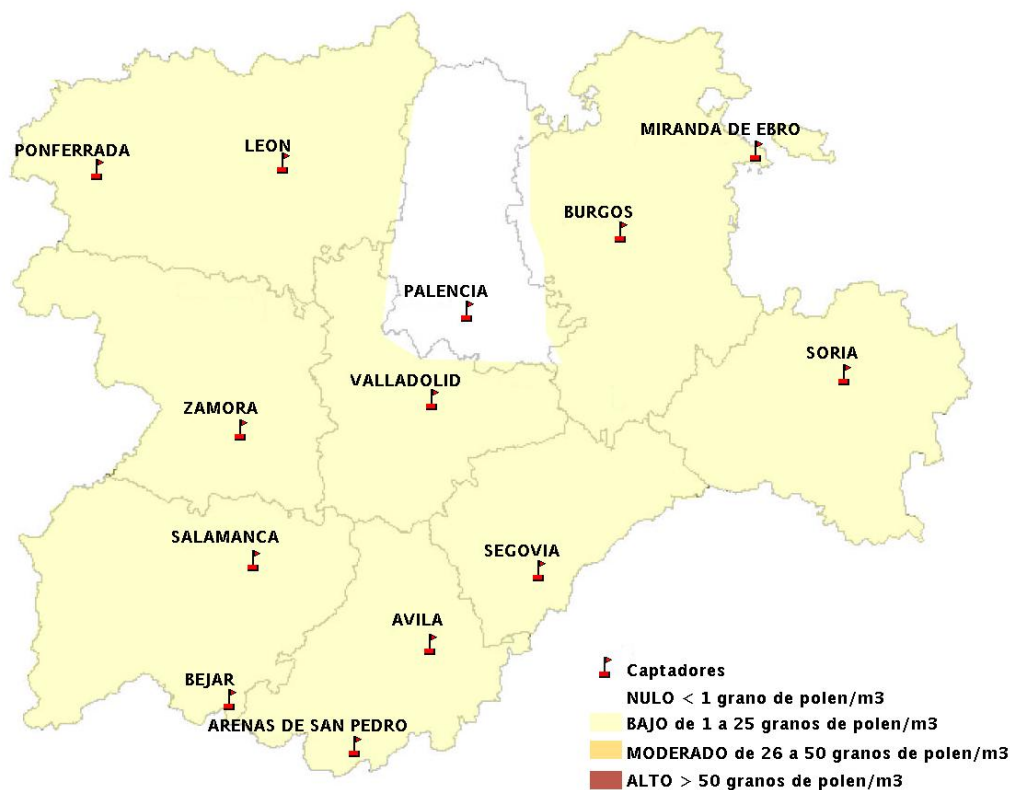 MIRANDA DE EBRO
PONFERRADA
LEON
BURGOS
PALENCIA
SORIA
VALLADOLID
ZAMORA
SALAMANCA
SEGOVIA
AVILA
BEJAR
ARENAS DE SAN PEDRO
Captadores
NULO < 1 grano de polen/m3
BAJO de 1 a 25 granos de polen/m3
MODERADO de 26 a 50 granos de polen/m3
ALTO > 50 granos de polen/m3